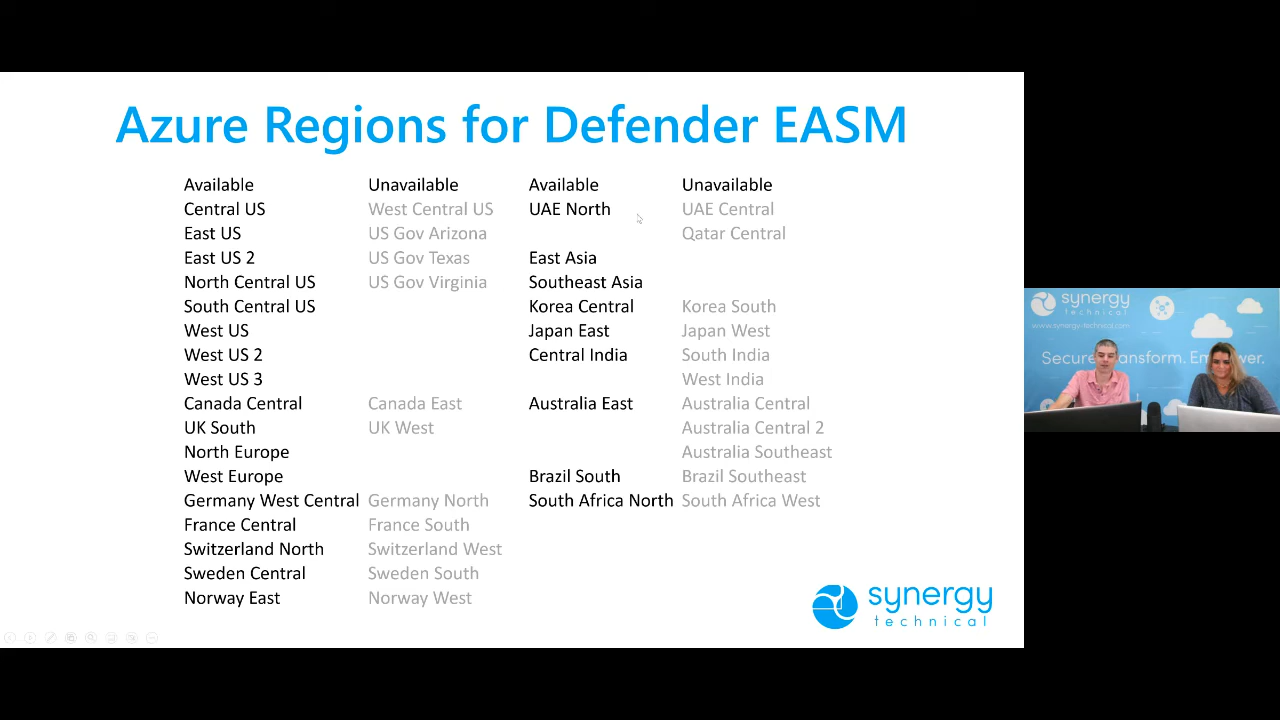 Azure Regions for Defender EASM
Available Unavailable Available Unavailable
Central US West Central US UAE North UAE Central
East US US Gov Arizona Qatar Central
East US 2 US Gov Texas East Asia
North Central US US Gov Virginia Southeast Asia
South Central US Korea Central Korea South
West US Japan East Japan West
West US 2 Central India South India
West US 3 West India
Canada Central Canada East Australia East Australia Central
UK South UK West Australia Central 2
North Europe Australia Southeast
West Europe Brazil South Brazil Southeast
Germany West Central Germany North South Africa North South Africa West
France Central France South
Switzerland North Switzerland West
Sweden Central Sweden South
Norway East Norway West
synergy
technical
synergy
technical
www.synergy-technical.com
Secure. Transform. Empower.